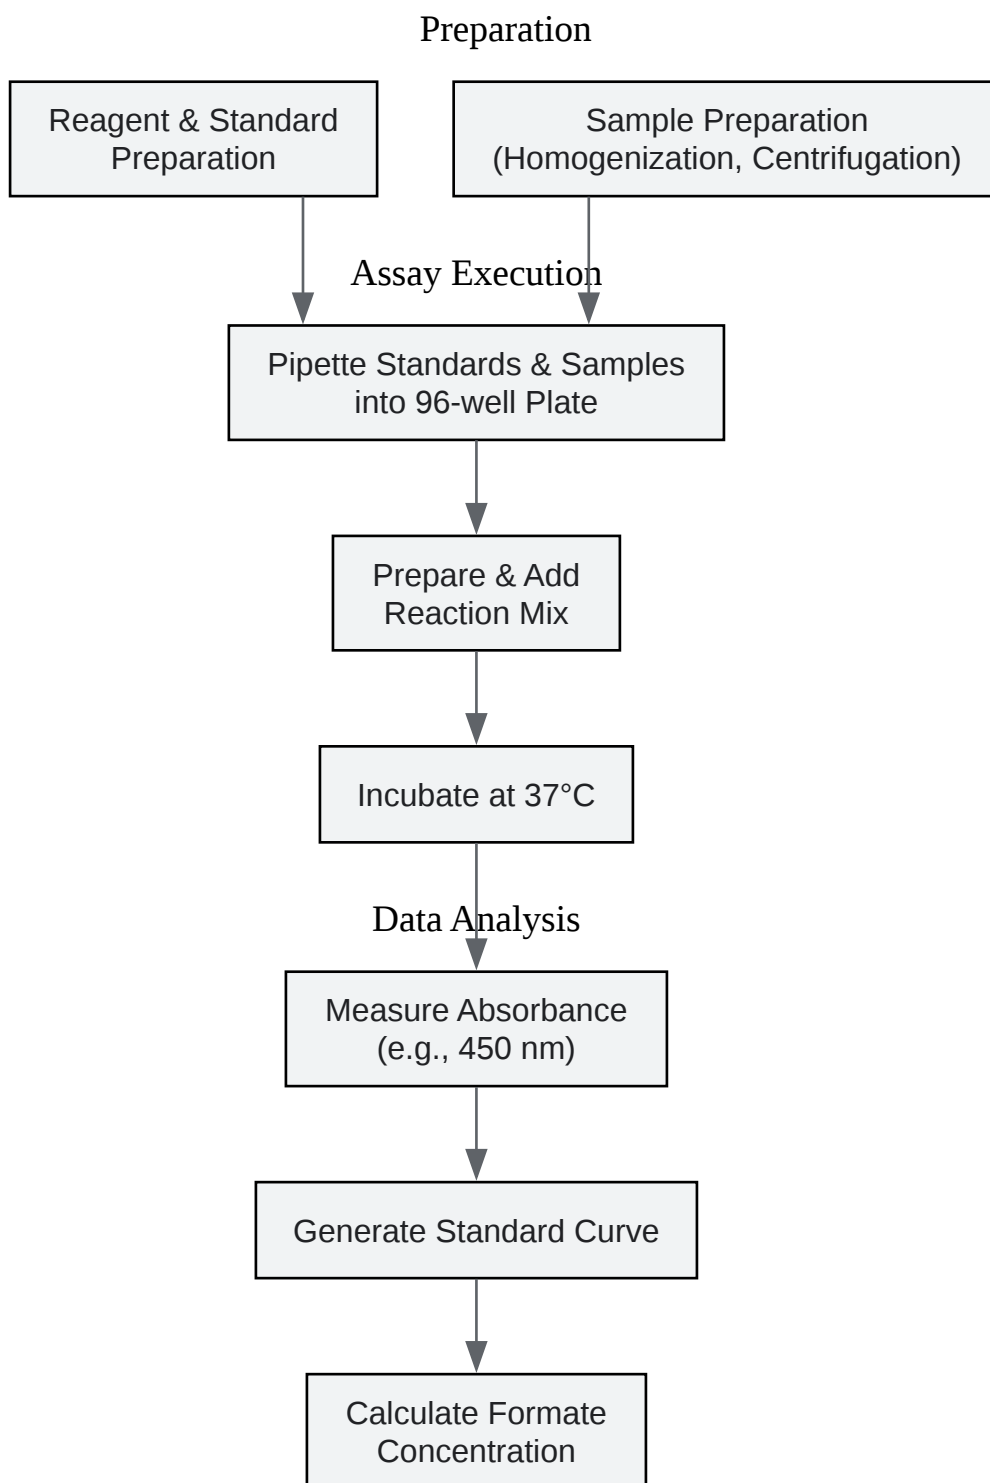 Preparation
Reagent & Standard
Preparation
Sample Preparation
(Homogenization, Centrifugation)
Assay Execution
Pipette Standards & Samples
into 96-well Plate
Prepare & Add
Reaction Mix
Incubate at 37°C
Data Analysis
Measure Absorbance
(e.g., 450 nm)
Generate Standard Curve
Calculate Formate
Concentration